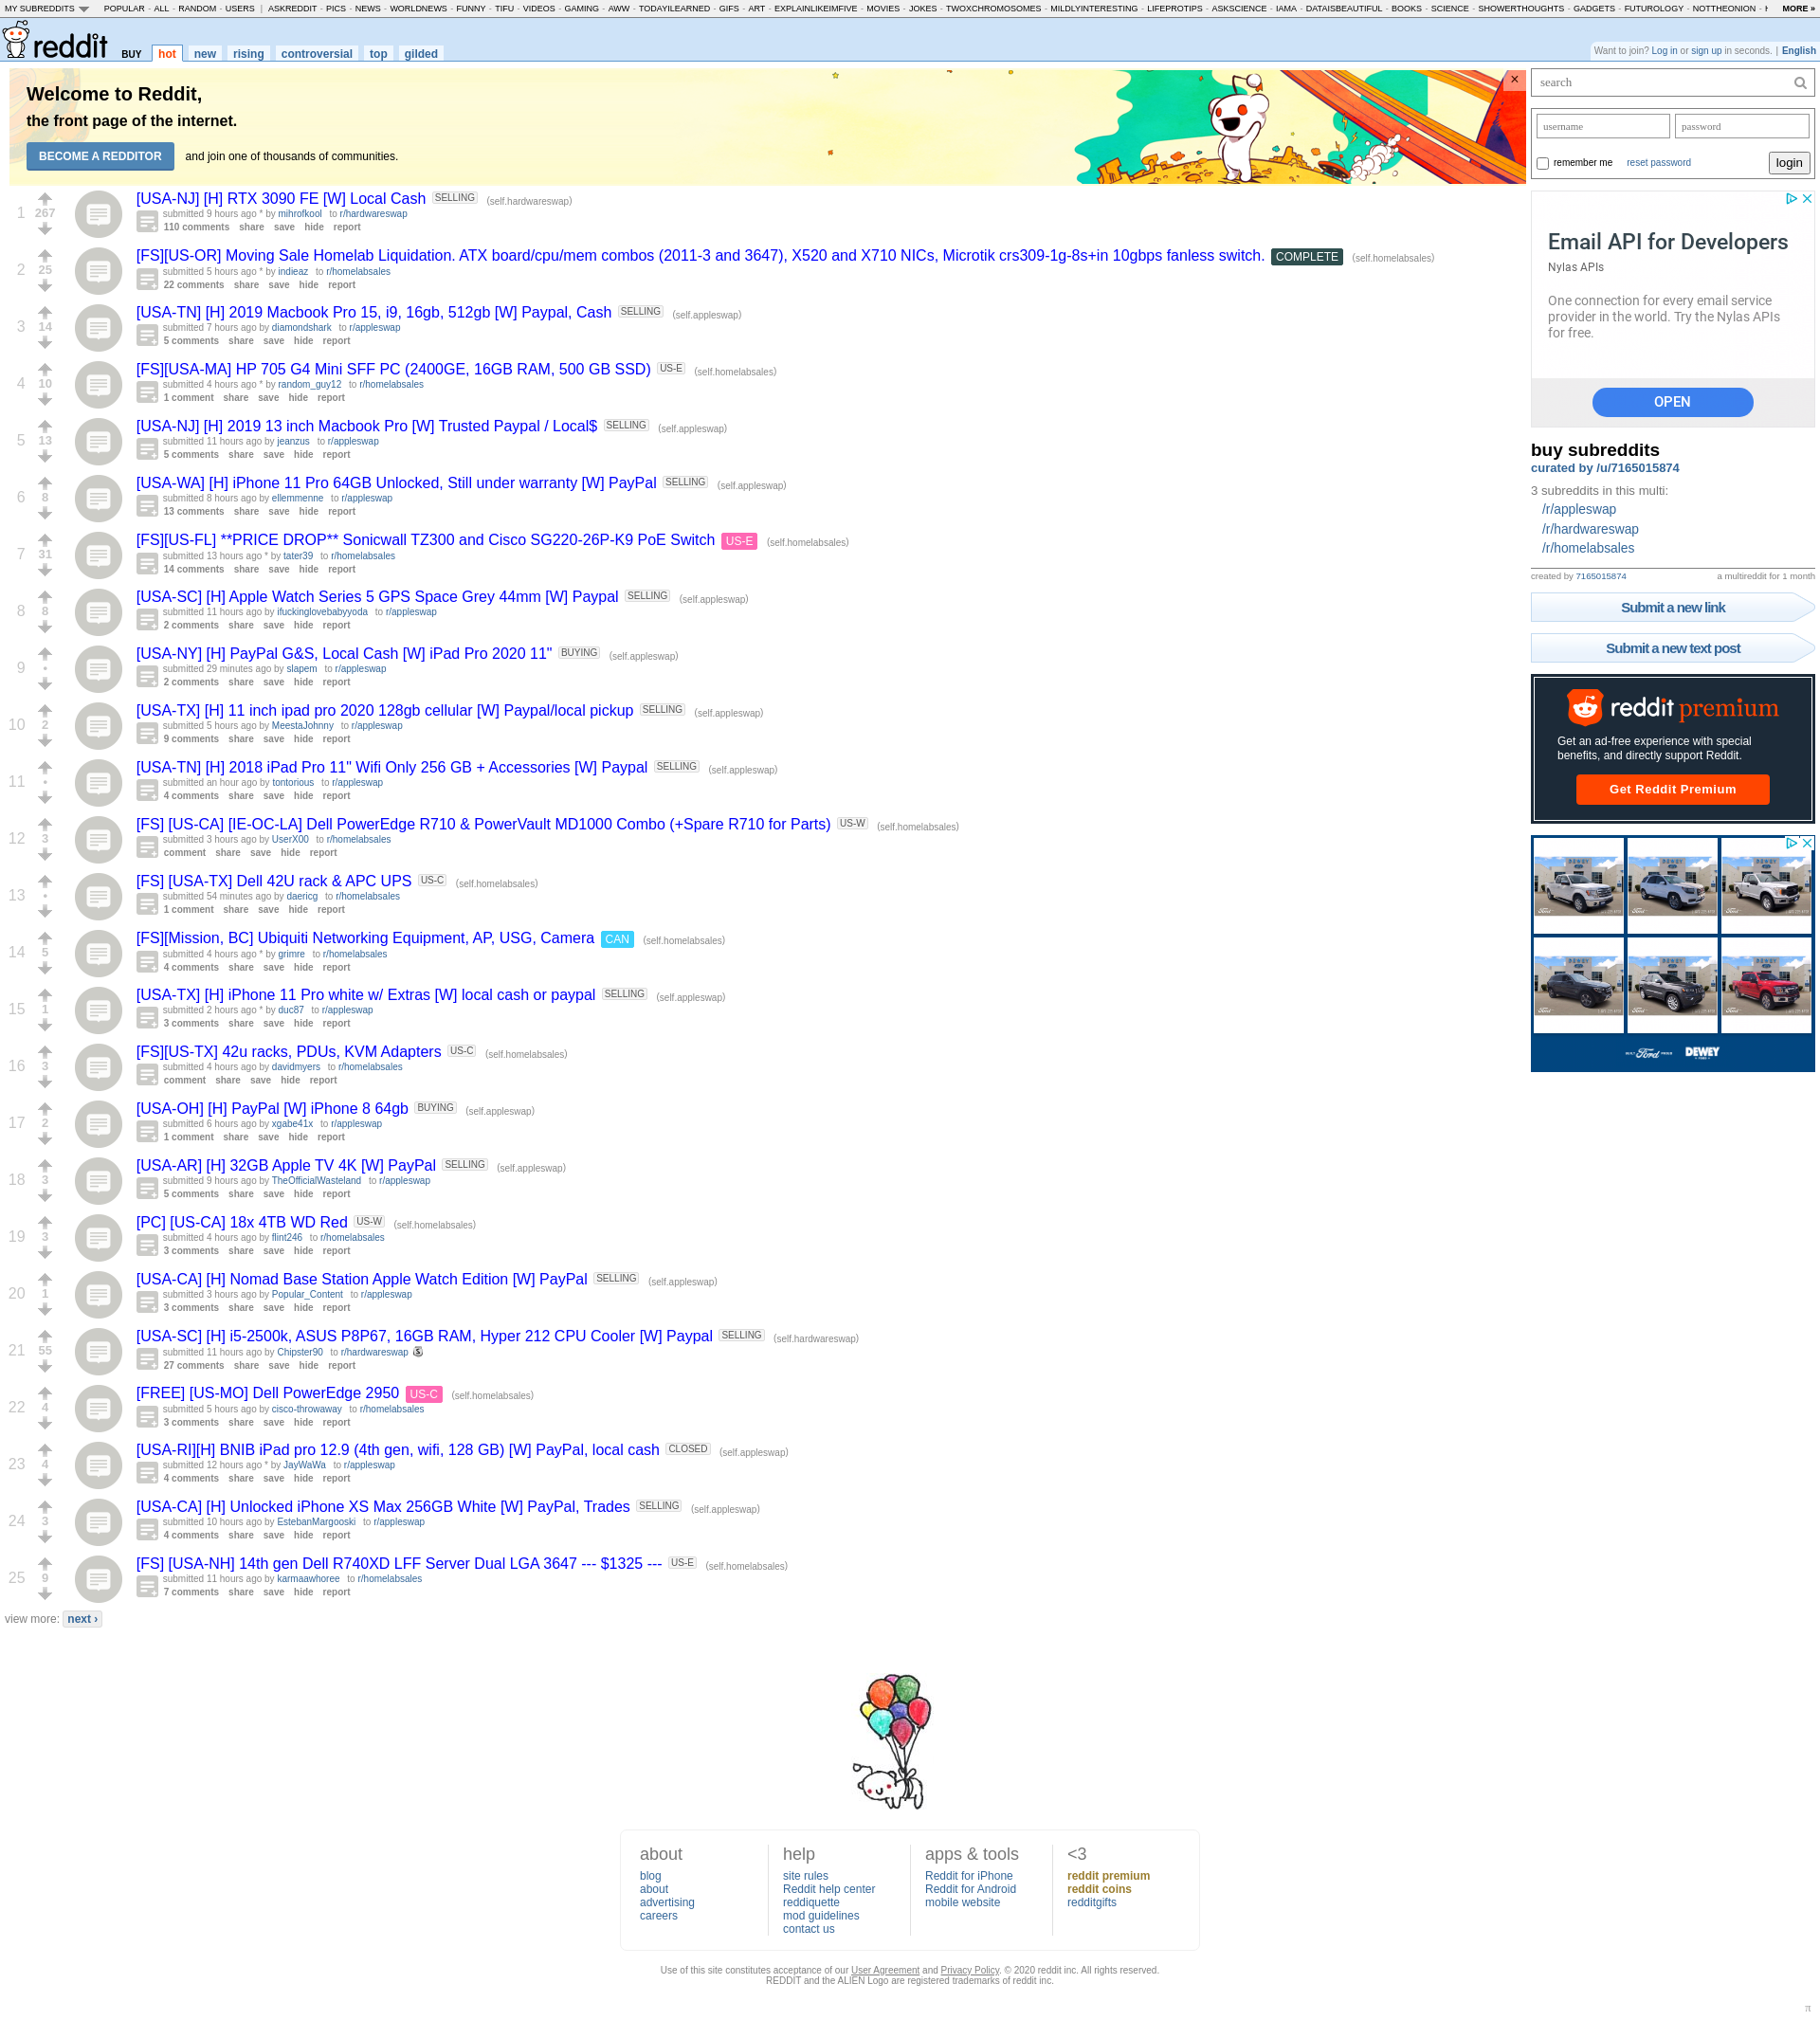 MY SUBREDDITS POPULAR - ALL - RANDOM - USERS | ASKREDDIT - PICS - NEWS - WORLDNEWS - FUNNY - TIFU - VIDEOS - GAMING - AWW - TODAYILEARNED - GIFS - ART - EXPLAINLIKEIMFIVE - MOVIES - JOKES - TWOXCHROMOSOMES - MILDLYINTERESTING - LIFEPROTIPS - ASKSCIENCE - IAMA - DATAISBEAUTIFUL - BOOKS - SCIENCE - SHOWERTHOUGHTS - GADGETS - FUTUROLOGY - NOTTHEONION - MORE »
reddit BUY hot new rising controversial top gilded
Want to join? Log in or sign up in seconds. | English
Welcome to Reddit,
the front page of the internet.
BECOME A REDDITOR and join one of thousands of communities.
×
1 267 [USA-NJ] [H] RTX 3090 FE [W] Local Cash SELLING (self.hardwareswap)
submitted 9 hours ago * by mihrofkool to r/hardwareswap
110 comments share save hide report
2 25 [FS][US-OR] Moving Sale Homelab Liquidation. ATX board/cpu/mem combos (2011-3 and 3647), X520 and X710 NICs, Microtik crs309-1g-8s+in 10gbps fanless switch. COMPLETE (self.homelabsales)
submitted 5 hours ago * by indieaz to r/homelabsales
22 comments share save hide report
3 14 [USA-TN] [H] 2019 Macbook Pro 15, i9, 16gb, 512gb [W] Paypal, Cash SELLING (self.appleswap)
submitted 7 hours ago by diamondshark to r/appleswap
5 comments share save hide report
4 10 [FS][USA-MA] HP 705 G4 Mini SFF PC (2400GE, 16GB RAM, 500 GB SSD) US-E (self.homelabsales)
submitted 4 hours ago * by random_guy12 to r/homelabsales
1 comment share save hide report
5 13 [USA-NJ] [H] 2019 13 inch Macbook Pro [W] Trusted Paypal / Local$ SELLING (self.appleswap)
submitted 11 hours ago by jeanzus to r/appleswap
5 comments share save hide report
6 8 [USA-WA] [H] iPhone 11 Pro 64GB Unlocked, Still under warranty [W] PayPal SELLING (self.appleswap)
submitted 8 hours ago by ellemmenne to r/appleswap
13 comments share save hide report
7 31 [FS][US-FL] **PRICE DROP** Sonicwall TZ300 and Cisco SG220-26P-K9 PoE Switch US-E (self.homelabsales)
submitted 13 hours ago * by tater39 to r/homelabsales
14 comments share save hide report
8 8 [USA-SC] [H] Apple Watch Series 5 GPS Space Grey 44mm [W] Paypal SELLING (self.appleswap)
submitted 11 hours ago by ifuckinglovebabyyoda to r/appleswap
2 comments share save hide report
9 • [USA-NY] [H] PayPal G&S, Local Cash [W] iPad Pro 2020 11" BUYING (self.appleswap)
submitted 29 minutes ago by slapem to r/appleswap
2 comments share save hide report
10 2 [USA-TX] [H] 11 inch ipad pro 2020 128gb cellular [W] Paypal/local pickup SELLING (self.appleswap)
submitted 5 hours ago by MeestaJohnny to r/appleswap
9 comments share save hide report
11 • [USA-TN] [H] 2018 iPad Pro 11" Wifi Only 256 GB + Accessories [W] Paypal SELLING (self.appleswap)
submitted an hour ago by tontorious to r/appleswap
4 comments share save hide report
12 3 [FS] [US-CA] [IE-OC-LA] Dell PowerEdge R710 & PowerVault MD1000 Combo (+Spare R710 for Parts) US-W (self.homelabsales)
submitted 3 hours ago by UserX00 to r/homelabsales
comment share save hide report
13 • [FS] [USA-TX] Dell 42U rack & APC UPS US-C (self.homelabsales)
submitted 54 minutes ago by daericg to r/homelabsales
1 comment share save hide report
14 5 [FS][Mission, BC] Ubiquiti Networking Equipment, AP, USG, Camera CAN (self.homelabsales)
submitted 4 hours ago * by grimre to r/homelabsales
4 comments share save hide report
15 1 [USA-TX] [H] iPhone 11 Pro white w/ Extras [W] local cash or paypal SELLING (self.appleswap)
submitted 2 hours ago * by duc87 to r/appleswap
3 comments share save hide report
16 3 [FS][US-TX] 42u racks, PDUs, KVM Adapters US-C (self.homelabsales)
submitted 4 hours ago by davidmyers to r/homelabsales
comment share save hide report
17 2 [USA-OH] [H] PayPal [W] iPhone 8 64gb BUYING (self.appleswap)
submitted 6 hours ago by xgabe41x to r/appleswap
1 comment share save hide report
18 3 [USA-AR] [H] 32GB Apple TV 4K [W] PayPal SELLING (self.appleswap)
submitted 9 hours ago by TheOfficialWasteland to r/appleswap
5 comments share save hide report
19 3 [PC] [US-CA] 18x 4TB WD Red US-W (self.homelabsales)
submitted 4 hours ago by flint246 to r/homelabsales
3 comments share save hide report
20 1 [USA-CA] [H] Nomad Base Station Apple Watch Edition [W] PayPal SELLING (self.appleswap)
submitted 3 hours ago by Popular_Content to r/appleswap
3 comments share save hide report
21 55 [USA-SC] [H] i5-2500k, ASUS P8P67, 16GB RAM, Hyper 212 CPU Cooler [W] Paypal SELLING (self.hardwareswap)
submitted 11 hours ago by Chipster90 to r/hardwareswap
27 comments share save hide report
22 4 [FREE] [US-MO] Dell PowerEdge 2950 US-C (self.homelabsales)
submitted 5 hours ago by cisco-throwaway to r/homelabsales
3 comments share save hide report
23 4 [USA-RI][H] BNIB iPad pro 12.9 (4th gen, wifi, 128 GB) [W] PayPal, local cash CLOSED (self.appleswap)
submitted 12 hours ago * by JayWaWa to r/appleswap
4 comments share save hide report
24 3 [USA-CA] [H] Unlocked iPhone XS Max 256GB White [W] PayPal, Trades SELLING (self.appleswap)
submitted 10 hours ago by EstebanMargooski to r/appleswap
4 comments share save hide report
25 9 [FS] [USA-NH] 14th gen Dell R740XD LFF Server Dual LGA 3647 --- $1325 --- US-E (self.homelabsales)
submitted 11 hours ago by karmaawhoree to r/homelabsales
7 comments share save hide report
view more: next ›
search
username password
remember me reset password login
Email API for Developers
Nylas APIs
One connection for every email service
provider in the world. Try the Nylas APIs
for free.
OPEN
buy subreddits
curated by /u/7165015874
3 subreddits in this multi:
/r/appleswap
/r/hardwareswap
/r/homelabsales
created by 7165015874 a multireddit for 1 month
Submit a new link
Submit a new text post
reddit premium
Get an ad-free experience with special
benefits, and directly support Reddit.
Get Reddit Premium
Ford DEWEY
about
blog
about
advertising
careers
help
site rules
Reddit help center
reddiquette
mod guidelines
contact us
apps & tools
Reddit for iPhone
Reddit for Android
mobile website
<3
reddit premium
reddit coins
redditgifts
Use of this site constitutes acceptance of our User Agreement and Privacy Policy. © 2020 reddit inc. All rights reserved.
REDDIT and the ALIEN Logo are registered trademarks of reddit inc.
π